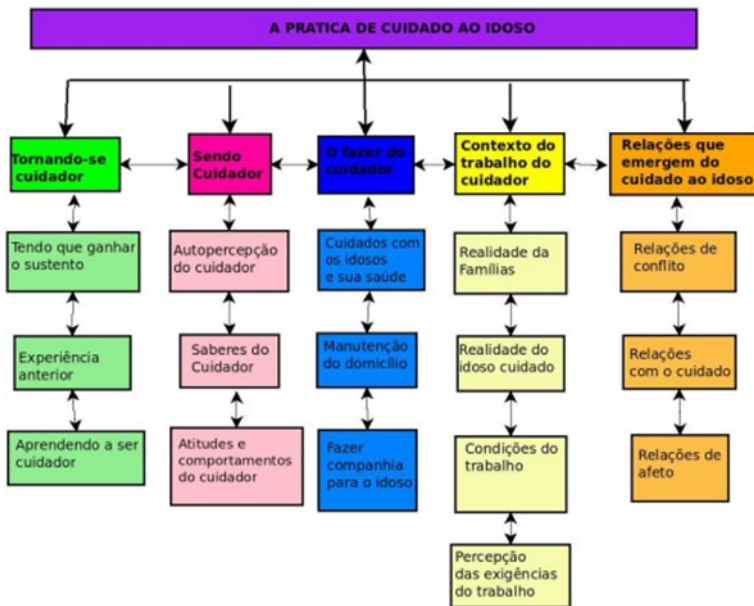 A PRATICA DE CUIDADO AO IDOSO
Tornando-se
cuidador
Sendo
Cuidador
O fazer do
cuidador
Contexto do
trabalho do
cuidador
Relações que
emergem do
cuidado ao idoso
Tendo que ganhar
o sustento
Autopercepção
do cuidador
Cuidados com
os idosos
e sua saúde
Realidade da
Famílias
Relações de
conflito
Experiência
anterior
Saberes do
Cuidador
Manutenção
do domicílio
Realidade do
idoso cuidado
Relações
com o cuidado
Aprendendo a ser
cuidador
Atitudes e
comportamentos
do cuidador
Fazer
companhia
para o idoso
Condições do
trabalho
Relações de
afeto
Percepção
das exigências
do trabalho